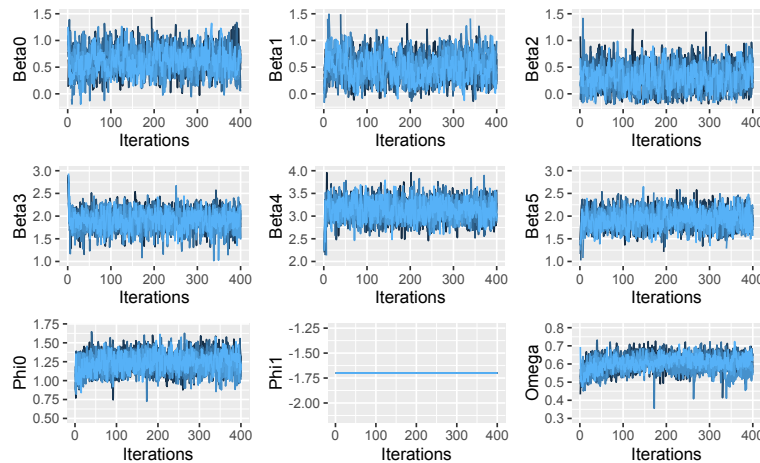 Beta0
1.5
1.0
0.5
0.0
0 100 200 300 400
Iterations
Beta1
1.5
1.0
0.5
0.0
0 100 200 300 400
Iterations
Beta2
1.5
1.0
0.5
0.0
0 100 200 300 400
Iterations
Beta3
3.0
2.5
2.0
1.5
1.0
0 100 200 300 400
Iterations
Beta4
4.0
3.5
3.0
2.5
2.0
0 100 200 300 400
Iterations
Beta5
3.0
2.5
2.0
1.5
1.0
0 100 200 300 400
Iterations
Phi0
1.75
1.50
1.25
1.00
0.75
0.50
0 100 200 300 400
Iterations
Phi1
-1.25
-1.50
-1.75
-2.00
0 100 200 300 400
Iterations
Omega
0.8
0.7
0.6
0.5
0.4
0.3
0 100 200 300 400
Iterations